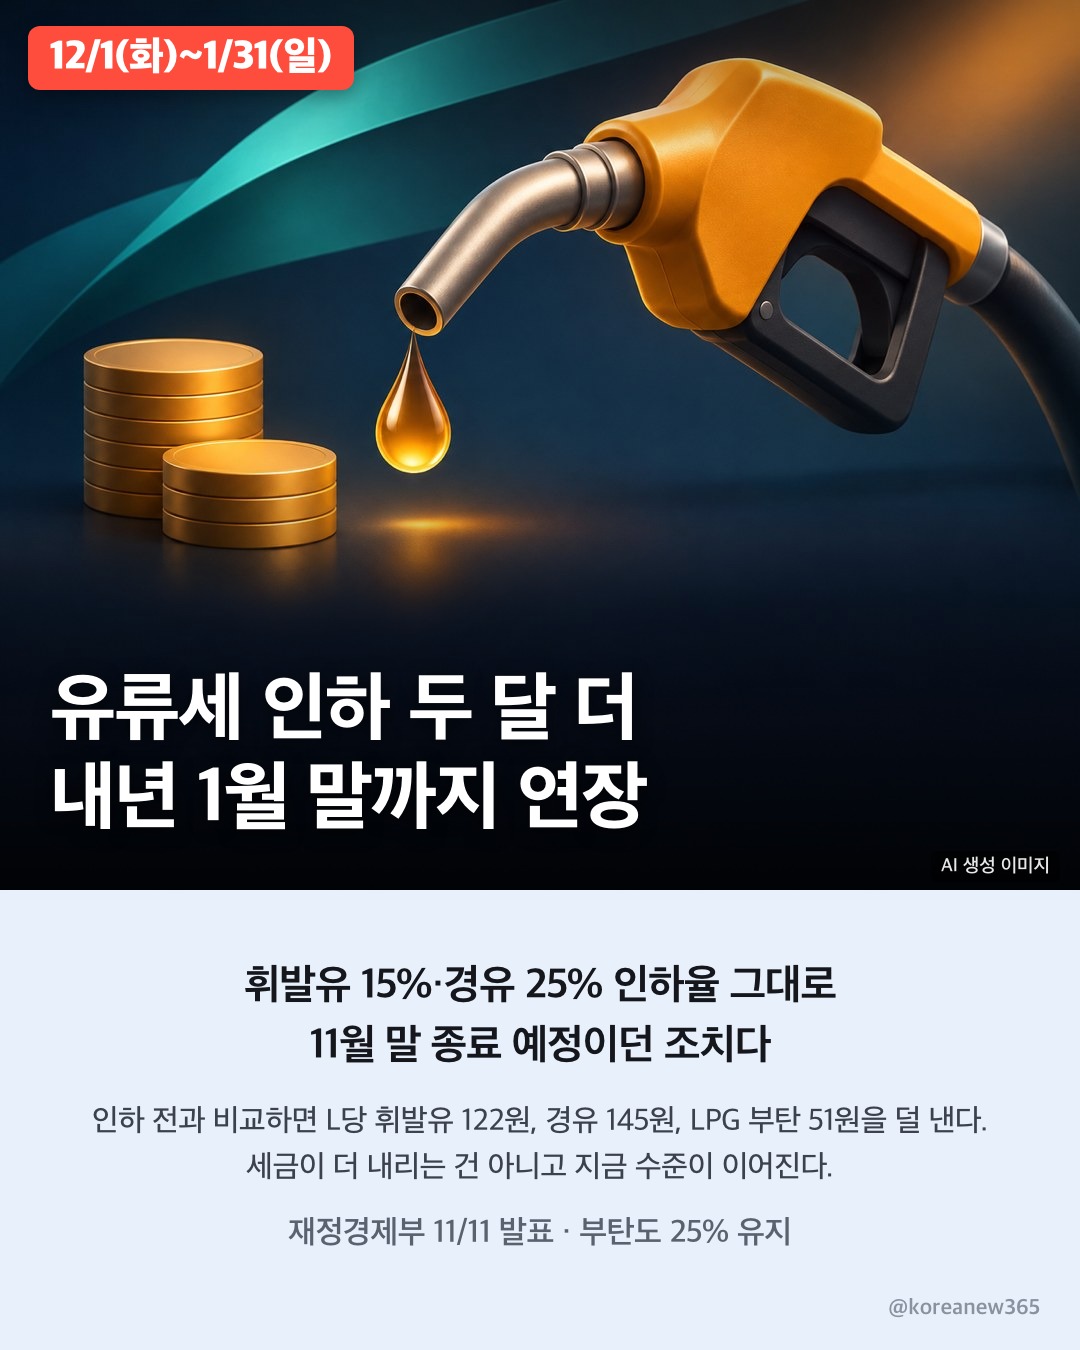 12/1(화)~1/31(일)
유류세 인하 두 달 더
내년 1월 말까지 연장
AI 생성 이미지
휘발유 15%·경유 25% 인하율 그대로
11월 말 종료 예정이던 조치다
인하 전과 비교하면 L당 휘발유 122원, 경유 145원, LPG 부탄 51원을 덜 낸다.
세금이 더 내리는 건 아니고 지금 수준이 이어진다.
재정경제부 11/11 발표 · 부탄도 25% 유지
@koreanew365